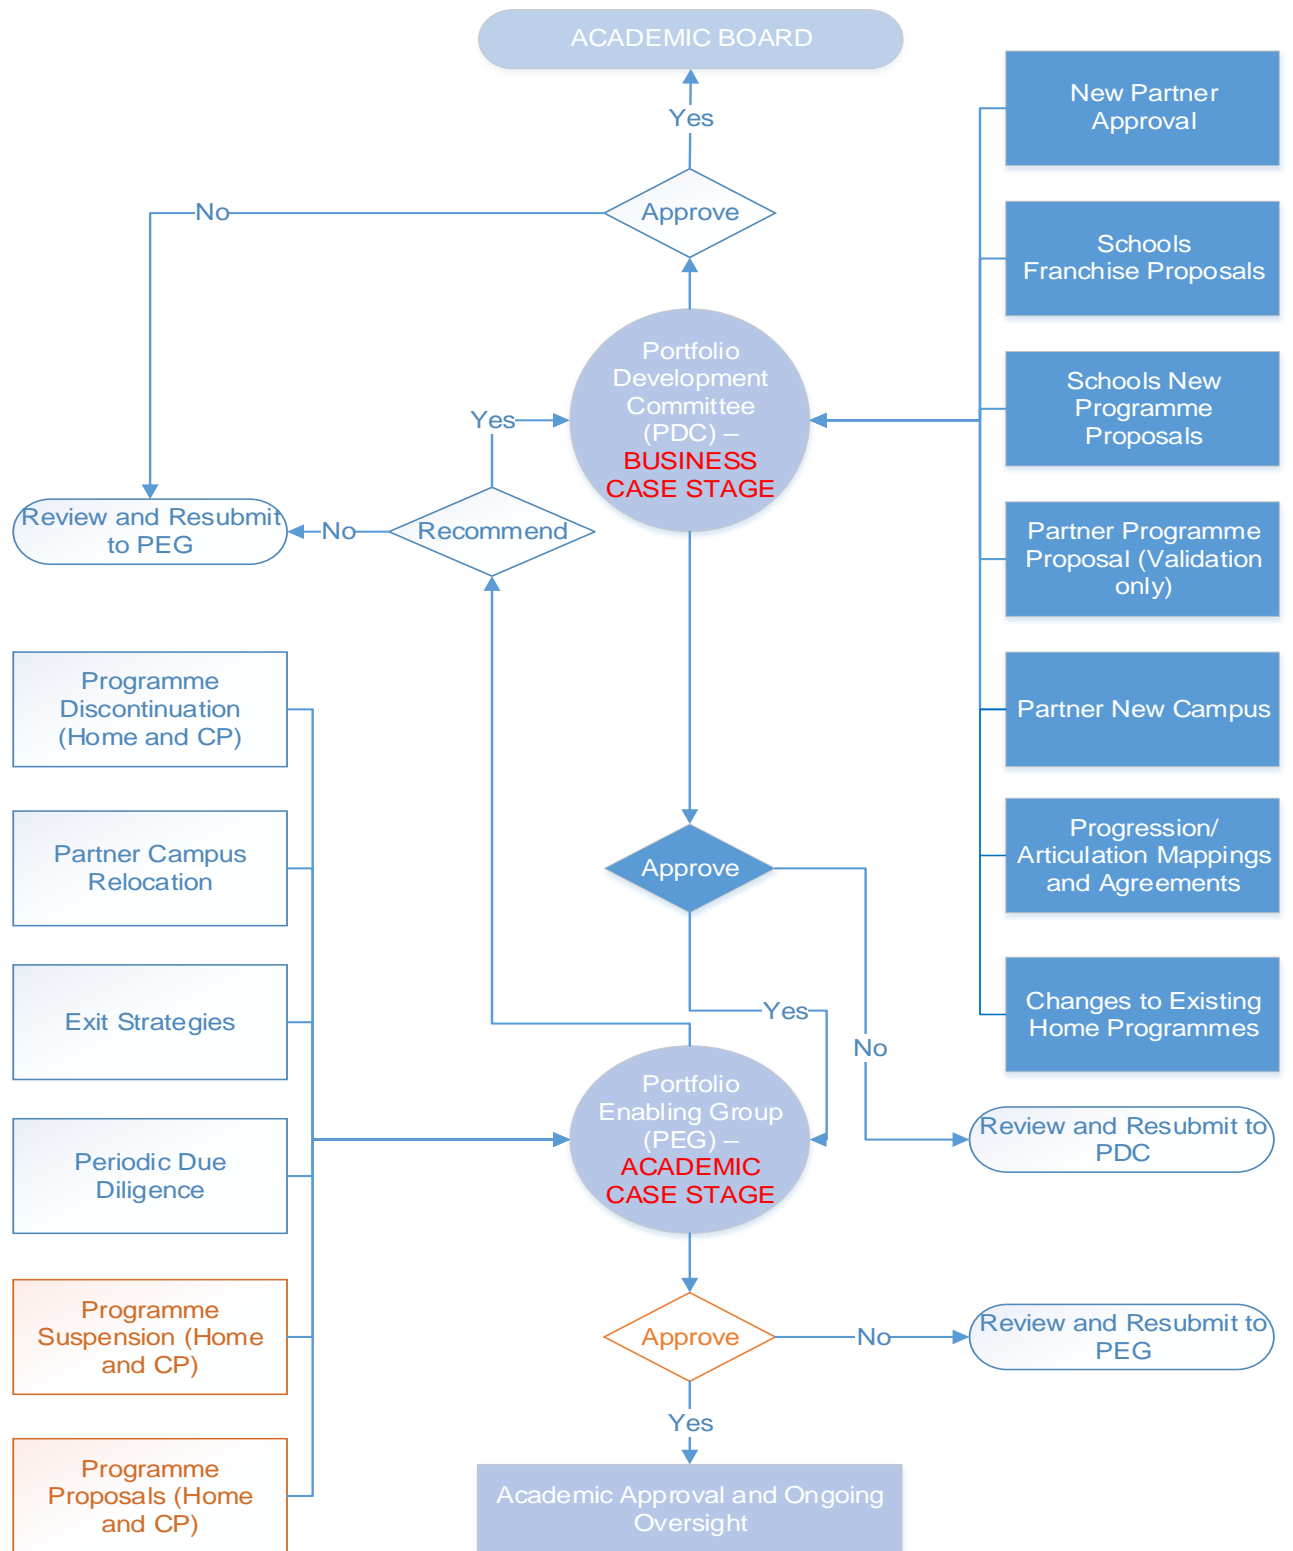 ACADEMIC BOARD
Yes
New Partner
Approval
No
Approve
Schools
Franchise Proposals
Portfolio
Development
Committee
(PDC) –
BUSINESS
CASE STAGE
Schools New
Programme
Proposals
Yes
Review and Resubmit
to PEG
No
Recommend
Partner Programme
Proposal (Validation
only)
Programme
Discontinuation
(Home and CP)
Partner New Campus
Partner Campus
Relocation
Approve
Progression/
Articulation Mappings
and Agreements
Exit Strategies
Yes
No
Changes to Existing
Home Programmes
Portfolio
Enabling Group
(PEG) –
ACADEMIC
CASE STAGE
Review and Resubmit to
PDC
Periodic Due
Diligence
Programme
Suspension (Home
and CP)
Approve
No
Review and Resubmit to
PEG
Yes
Programme
Proposals (Home
and CP)
Academic Approval and Ongoing
Oversight